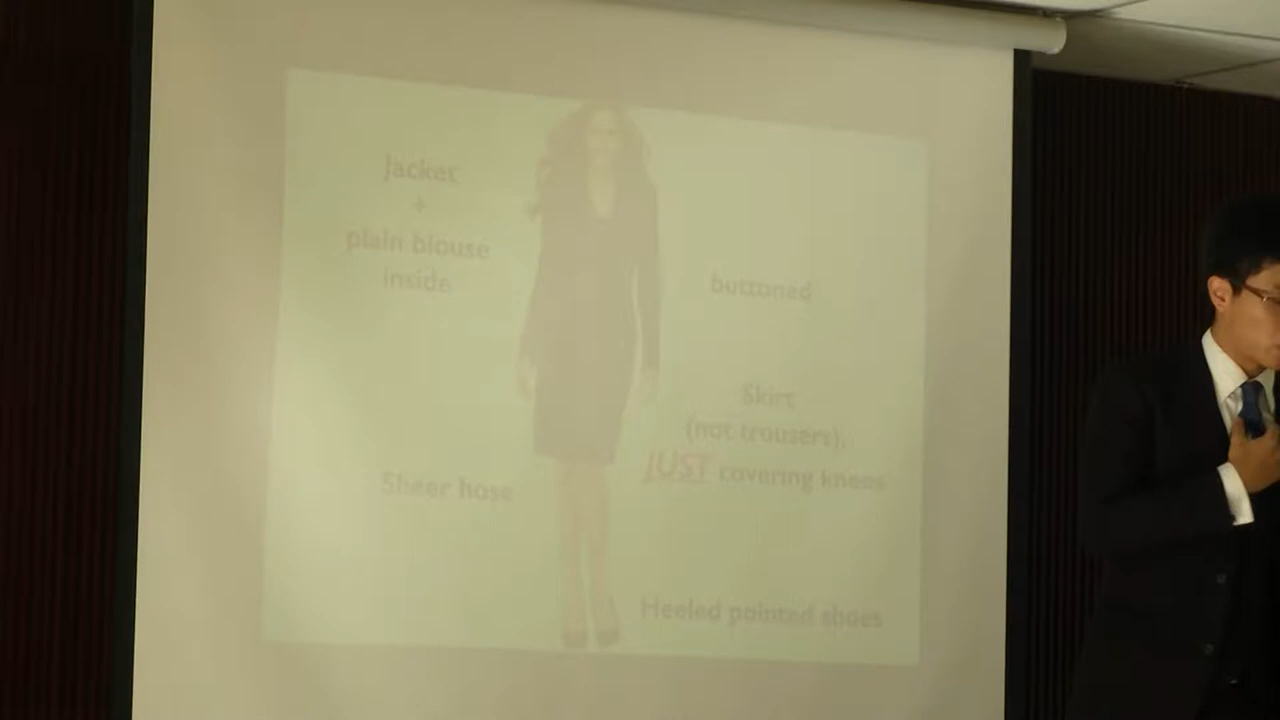 Jacket
+
plain blouse
inside
buttoned
Skirt
(not trousers),
JUST covering knees
Sheer hose
Heeled pointed shoes